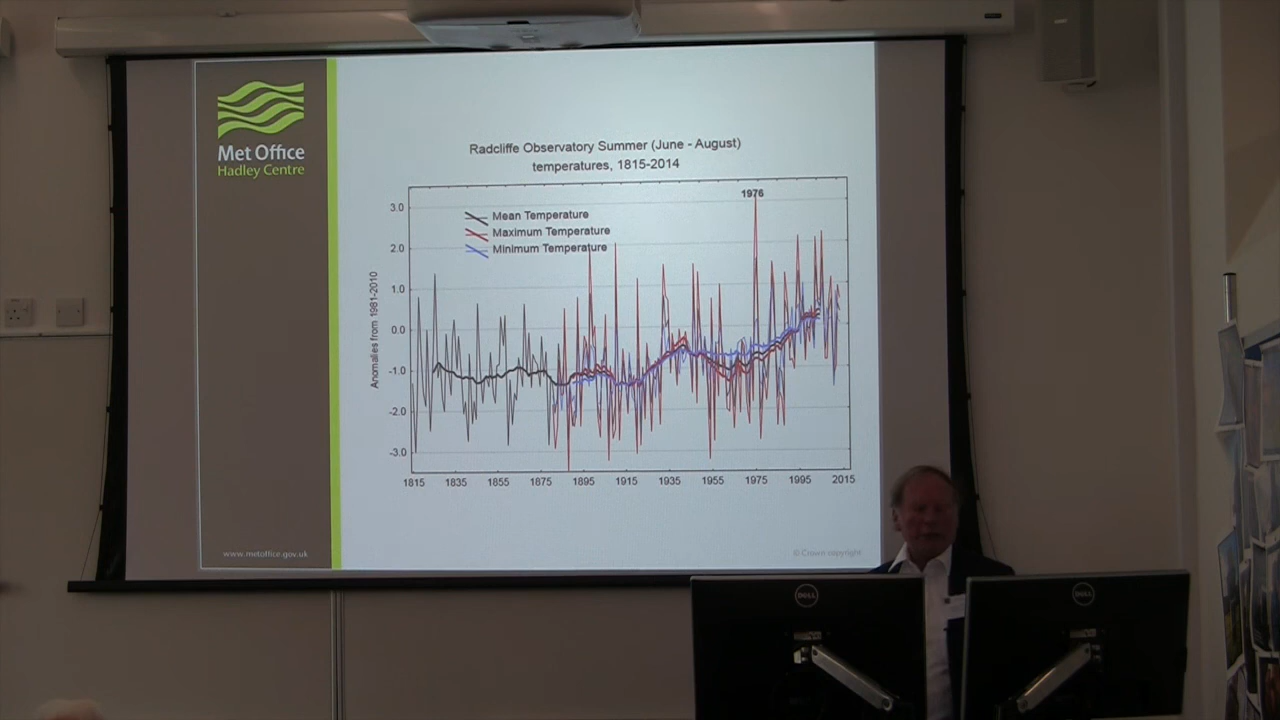 Met Office
Hadley Centre
Radcliffe Observatory Summer (June - August)
temperatures, 1815-2014
1976
Mean Temperature
Maximum Temperature
Minimum Temperature
Anomalies from 1981-2010
3.0
2.0
1.0
0.0
-1.0
-2.0
-3.0
1815 1835 1855 1875 1895 1915 1935 1955 1975 1995 2015
www.metoffice.gov.uk
© Crown copyright
DELL
DELL